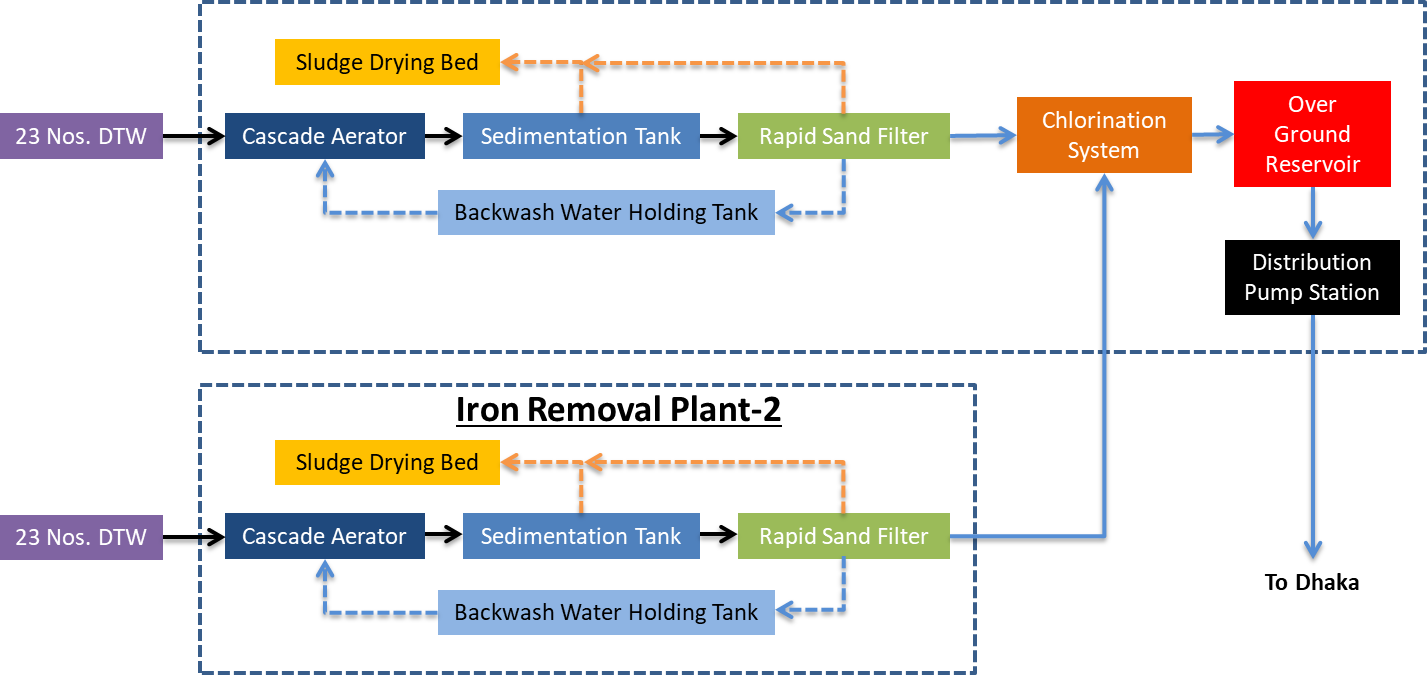 Sludge Drying Bed
23 Nos. DTW
Cascade Aerator
Sedimentation Tank
Rapid Sand Filter
Chlorination
System
Over
Ground
Reservoir
Backwash Water Holding Tank
Distribution
Pump Station
Iron Removal Plant-2
Sludge Drying Bed
23 Nos. DTW
Cascade Aerator
Sedimentation Tank
Rapid Sand Filter
Backwash Water Holding Tank
To Dhaka